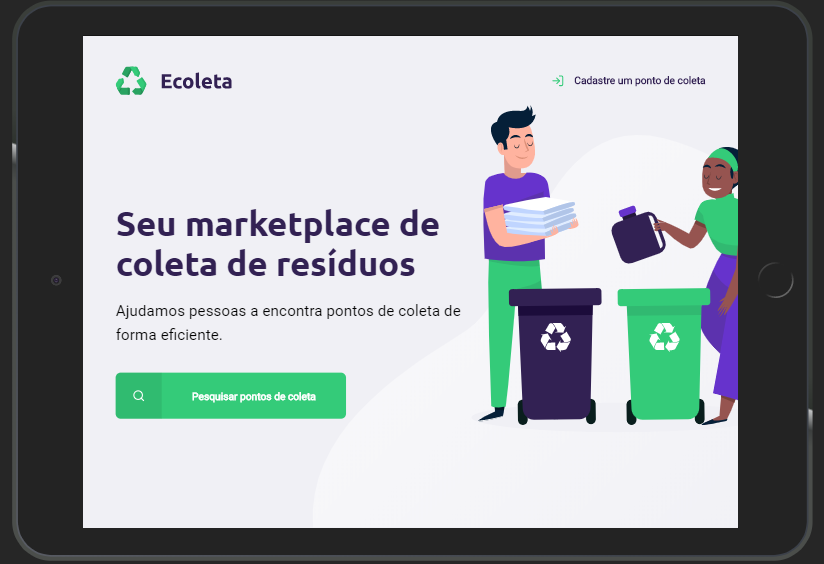 Ecoleta
Cadastre um ponto de coleta
Seu marketplace de
coleta de resíduos
Ajudamos pessoas a encontra pontos de coleta de
forma eficiente.
Pesquisar pontos de coleta